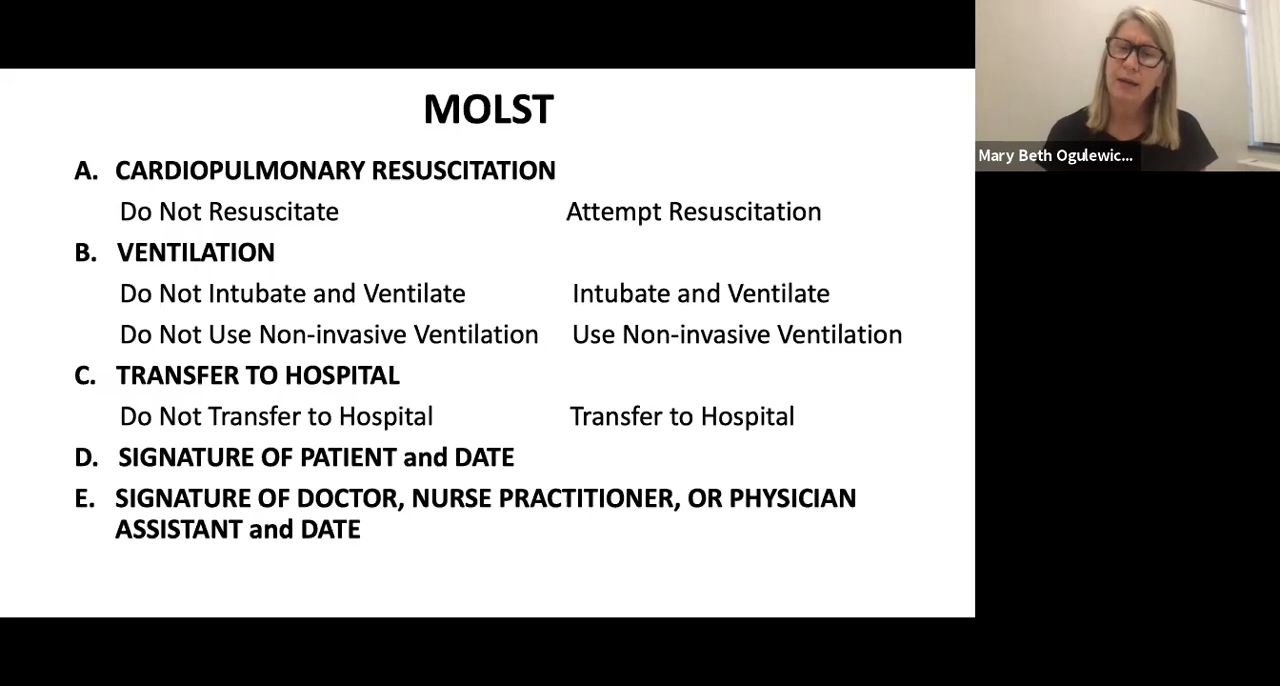 MOLST
A. CARDIOPULMONARY RESUSCITATION
Do Not Resuscitate Attempt Resuscitation
B. VENTILATION
Do Not Intubate and Ventilate Intubate and Ventilate
Do Not Use Non-invasive Ventilation Use Non-invasive Ventilation
C. TRANSFER TO HOSPITAL
Do Not Transfer to Hospital Transfer to Hospital
D. SIGNATURE OF PATIENT and DATE
E. SIGNATURE OF DOCTOR, NURSE PRACTITIONER, OR PHYSICIAN
ASSISTANT and DATE
Mary Beth Ogulewic...